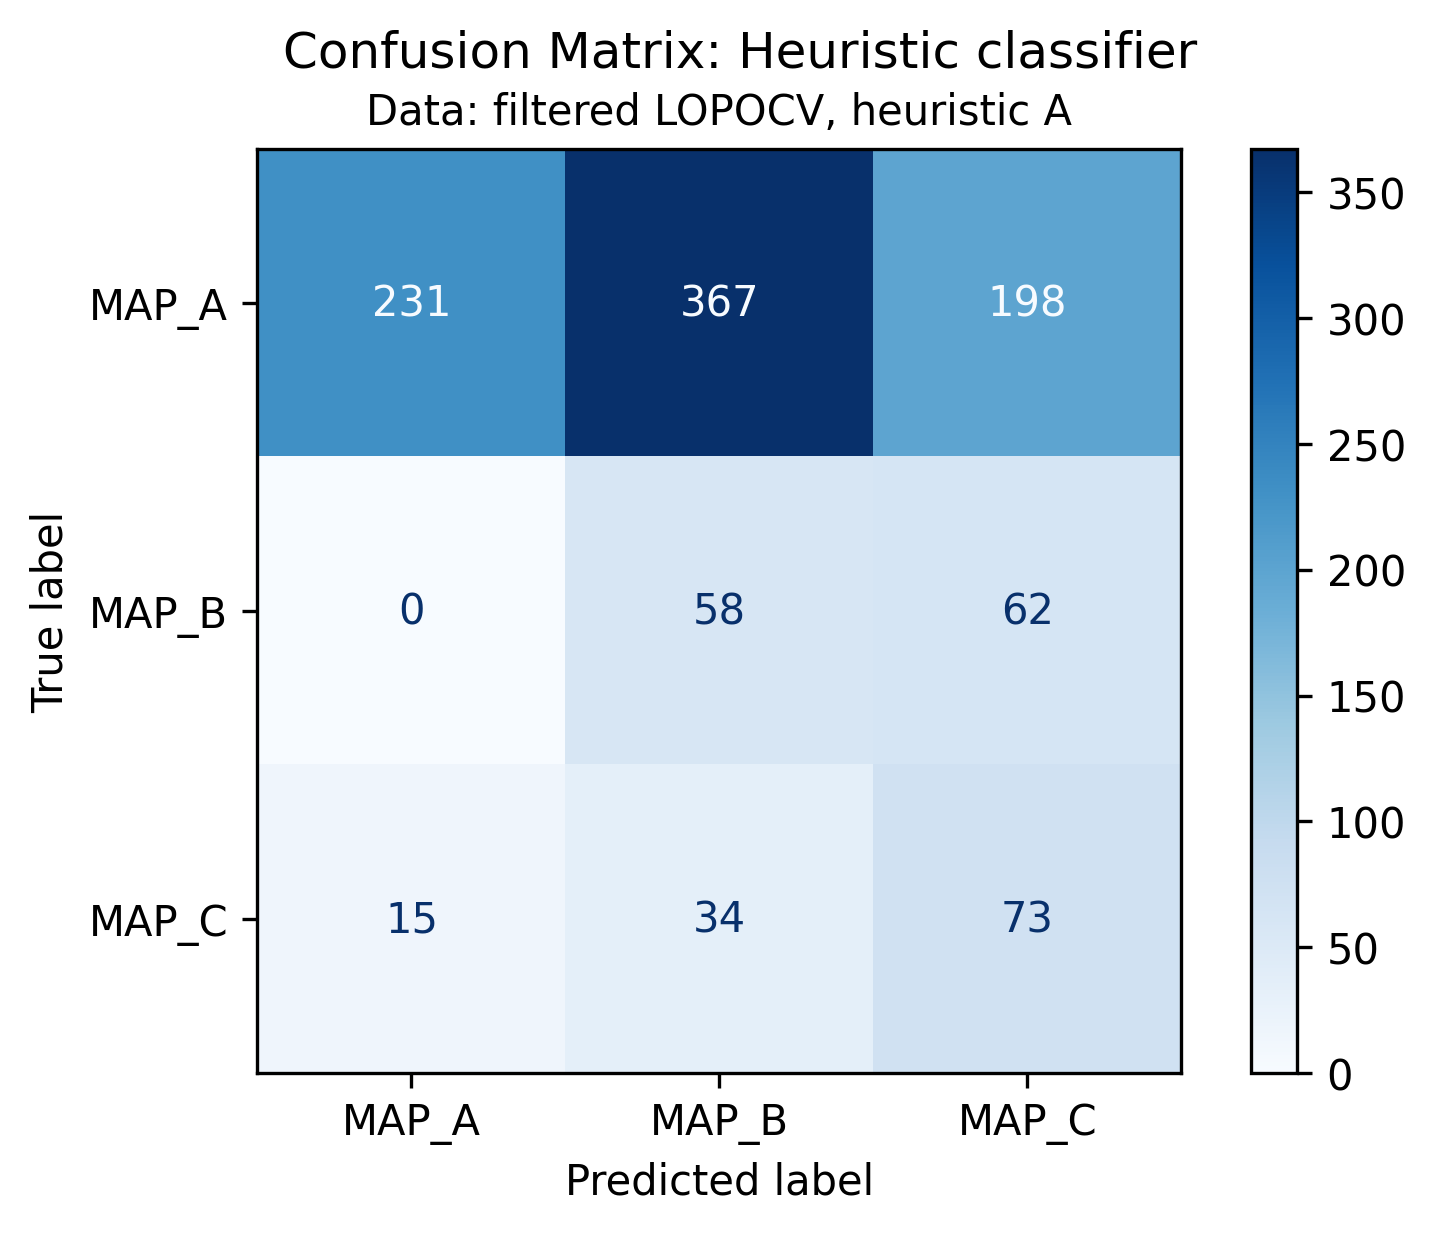 Confusion Matrix: Heuristic classifier
Data: filtered LOPOCV, heuristic A
True label
MAP_A
231
367
198
MAP_B
0
58
62
MAP_C
15
34
73
MAP_A
MAP_B
MAP_C
Predicted label
350
300
250
200
150
100
50
0